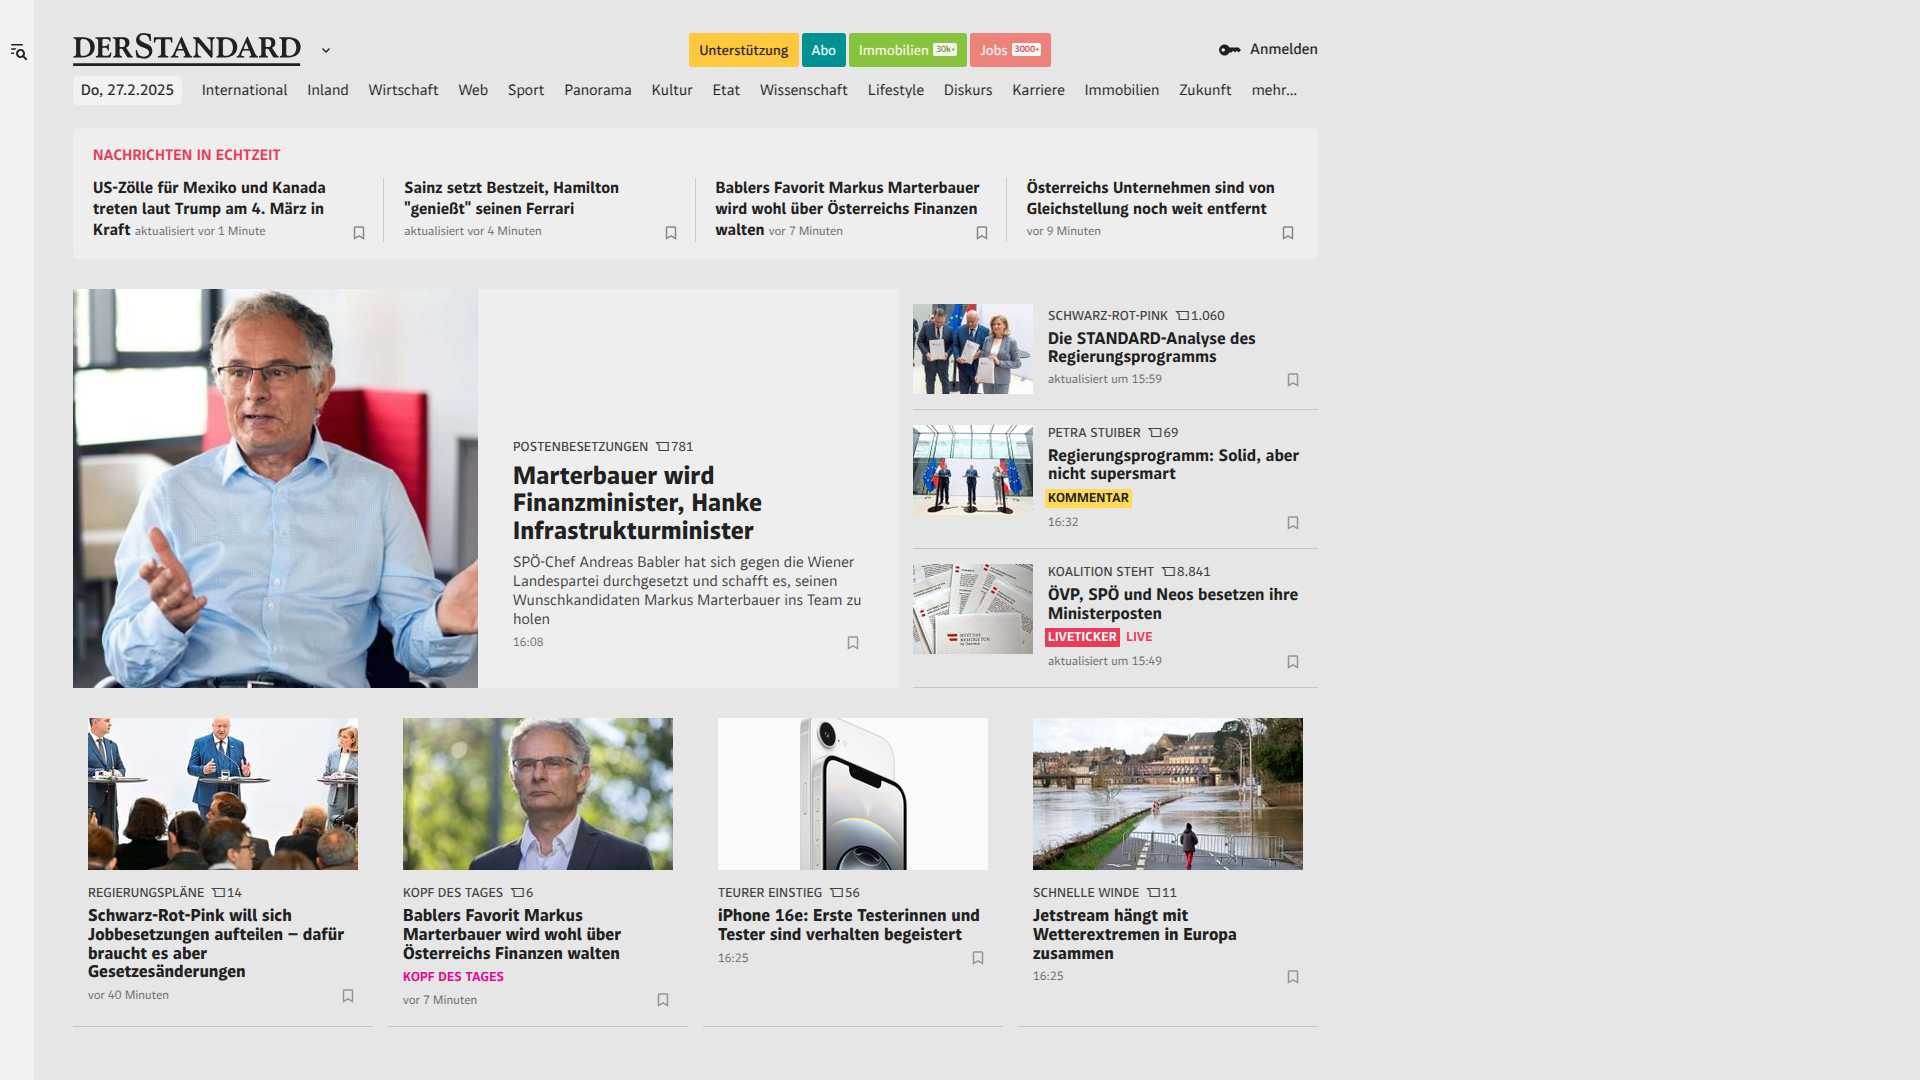 DERSTANDARD
Unterstützung
Abo
Immobilien 30k+
Jobs 3000+
Anmelden
Do, 27.2.2025
International
Inland
Wirtschaft
Web
Sport
Panorama
Kultur
Etat
Wissenschaft
Lifestyle
Diskurs
Karriere
Immobilien
Zukunft
mehr...
NACHRICHTEN IN ECHTZEIT
US-Zölle für Mexiko und Kanada
treten laut Trump am 4. März in
Kraft aktualisiert vor 1 Minute
Sainz setzt Bestzeit, Hamilton
"genießt" seinen Ferrari
aktualisiert vor 4 Minuten
Bablers Favorit Markus Marterbauer
wird wohl über Österreichs Finanzen
walten vor 7 Minuten
Österreichs Unternehmen sind von
Gleichstellung noch weit entfernt
vor 9 Minuten
POSTENBESETZUNGEN 781
Marterbauer wird
Finanzminister, Hanke
Infrastrukturminister
SPÖ-Chef Andreas Babler hat sich gegen die Wiener
Landespartei durchgesetzt und schafft es, seinen
Wunschkandidaten Markus Marterbauer ins Team zu
holen
16:08
SCHWARZ-ROT-PINK 1.060
Die STANDARD-Analyse des
Regierungsprogramms
aktualisiert um 15:59
PETRA STUIBER 69
Regierungsprogramm: Solid, aber
nicht supersmart
KOMMENTAR
16:32
KOALITION STEHT 8.841
ÖVP, SPÖ und Neos besetzen ihre
Ministerposten
LIVETICKER LIVE
aktualisiert um 15:49
REGIERUNGSPLÄNE 14
Schwarz-Rot-Pink will sich
Jobbesetzungen aufteilen – dafür
braucht es aber
Gesetzesänderungen
vor 40 Minuten
KOPF DES TAGES 6
Bablers Favorit Markus
Marterbauer wird wohl über
Österreichs Finanzen walten
KOPF DES TAGES
vor 7 Minuten
TEURER EINSTIEG 56
iPhone 16e: Erste Testerinnen und
Tester sind verhalten begeistert
16:25
SCHNELLE WINDE 11
Jetstream hängt mit
Wetterextremen in Europa
zusammen
16:25